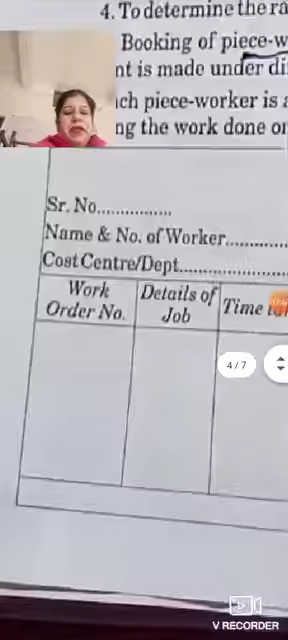 4. To determine the ra
Booking of piece-w
nt is made under di
ch piece-worker is a
ng the work done or
Sr. No...............
Name & No. of Worker............
Cost Centre/Dept.....................
Work Order No.
Details of Job
Time
4/7
V RECORDER